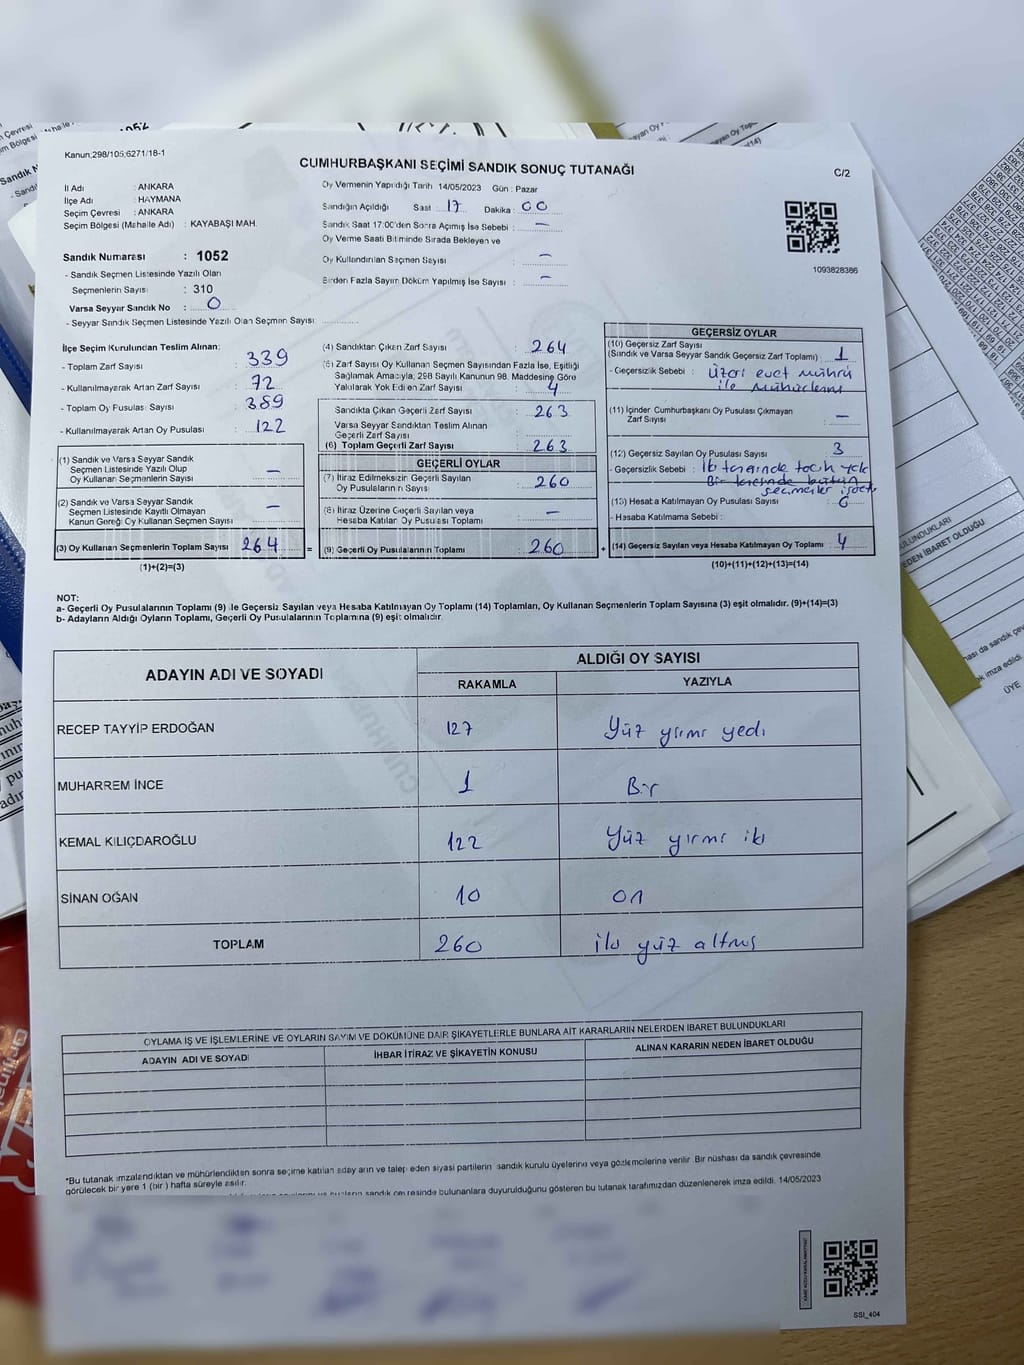 Kanun;298/105;6271/18-1
CUMHURBAŞKANI SEÇİMİ SANDIK SONUÇ TUTANAĞI
C/2
İl Adı : ANKARA
İlçe Adı : HAYMANA
Seçim Çevresi : ANKARA
Seçim Bölgesi (Mahalle Adı) : KAYABAŞI MAH.
Sandık Numarası : 1052
- Sandık Seçmen Listesinde Yazılı Olan
Seçmenlerin Sayısı : 310
Varsa Seyyar Sandık No : 0
- Seyyar Sandık Seçmen Listesinde Yazılı Olan Seçmen Sayısı:
Oy Vermenin Yapıldığı Tarih 14/05/2023 Gün : Pazar
Sandığın Açıldığı Saat : 17 Dakika : 00
Sandık Saat 17:00'den Sonra Açılmış İse Sebebi : —
Oy Verme Saati Bitiminde Sırada Bekleyen ve
Oy Kullandırılan Seçmen Sayısı : —
Birden Fazla Sayım Döküm Yapılmış İse Sayısı : —
1093828386
İlçe Seçim Kurulundan Teslim Alınan:
- Toplam Zarf Sayısı : 339
- Kullanılmayarak Artan Zarf Sayısı : 72
- Toplam Oy Pusulası Sayısı : 389
- Kullanılmayarak Artan Oy Pusulası : 122
(1) Sandık ve Varsa Seyyar Sandık
Seçmen Listesinde Yazılı Olup
Oy Kullanan Seçmenlerin Sayısı : —
(2) Sandık ve Varsa Seyyar Sandık
Seçmen Listesinde Kayıtlı Olmayan
Kanun Gereği Oy Kullanan Seçmen Sayısı : —
(3) Oy Kullanan Seçmenlerin Toplam Sayısı : 264 =
(1)+(2)=(3)
(4) Sandıktan Çıkan Zarf Sayısı : 264
(5) Zarf Sayısı Oy Kullanan Seçmen Sayısından Fazla İse, Eşitliği
Sağlamak Amacıyla, 298 Sayılı Kanunun 98. Maddesine Göre
Yakılarak Yok Edilen Zarf Sayısı : 4
Sandıkta Çıkan Geçerli Zarf Sayısı : 263
Varsa Seyyar Sandıktan Teslim Alınan
Geçerli Zarf Sayısı :
(6) Toplam Geçerli Zarf Sayısı : 263
GEÇERLİ OYLAR
(7) İtiraz Edilmeksizin Geçerli Sayılan
Oy Pusulalarının Sayısı : 260
(8) İtiraz Üzerine Geçerli Sayılan veya
Hesaba Katılan Oy Pusulası Toplamı : —
(9) Geçerli Oy Pusulalarının Toplamı : 260 +
GEÇERSİZ OYLAR
(10) Geçersiz Zarf Sayısı
(Sandık ve Varsa Seyyar Sandık Geçersiz Zarf Toplamı) : 1
- Geçersizlik Sebebi : Üzeri evet mührü
ile mühürlenmiş
(11) İçinden Cumhurbaşkanı Oy Pusulası Çıkmayan
Zarf Sayısı : —
(12) Geçersiz Sayılan Oy Pusulası Sayısı : 3
- Geçersizlik Sebebi :
Bir tanesinde bütün
seçmenler
(13) Hesaba Katılmayan Oy Pusulası Sayısı :
- Hesaba Katılmama Sebebi :
(14) Geçersiz Sayılan veya Hesaba Katılmayan Oy Toplamı : 4
(10)+(11)+(12)+(13)=(14)
NOT:
a- Geçerli Oy Pusulalarının Toplamı (9) ile Geçersiz Sayılan veya Hesaba Katılmayan Oy Toplamı (14) Toplamları, Oy Kullanan Seçmenlerin Toplam Sayısına (3) eşit olmalıdır. (9)+(14)=(3)
b- Adayların Aldığı Oyların Toplamı, Geçerli Oy Pusulalarının Toplamına (9) eşit olmalıdır.
ADAYIN ADI VE SOYADI ALDIĞI OY SAYISI
RAKAMLA YAZIYLA
RECEP TAYYİP ERDOĞAN 127 Yüz yirmi yedi
MUHARREM İNCE 1 Bir
KEMAL KILIÇDAROĞLU 122 Yüz yirmi iki
SİNAN OĞAN 10 on
TOPLAM 260 iki yüz altmış
OYLAMA İŞ VE İŞLEMLERİNE VE OYLARIN SAYIM VE DÖKÜMÜNE DAİR ŞİKAYETLERLE BUNLARA AİT KARARLARIN NELERDEN İBARET BULUNDUKLARI
ADAYIN ADI VE SOYADI İHBAR İTİRAZ VE ŞİKAYETİN KONUSU ALINAN KARARIN NEDEN İBARET OLDUĞU
*Bu tutanak imzalandıktan ve mühürlendikten sonra seçime katılan adayların ve talep eden siyasi partilerin sandık kurulu üyelerine veya gözlemcilerine verilir. Bir nüshası da sandık çevresinde
görülecek bir yere 1 (bir) hafta süreyle asılır.
sandık çevresinde bulunanlara duyurulduğunu gösteren bu tutanak tarafımızdan düzenlenerek imza edildi. 14/05/2023
SSI_404